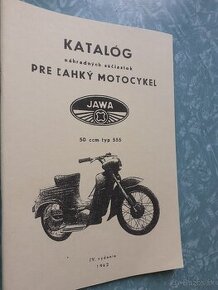 KATALÓG
náhradných súčiastok
PRE ĽAHKÝ MOTOCYKEL
JAWA
50 ccm typ 555
IV. vydanie
1962